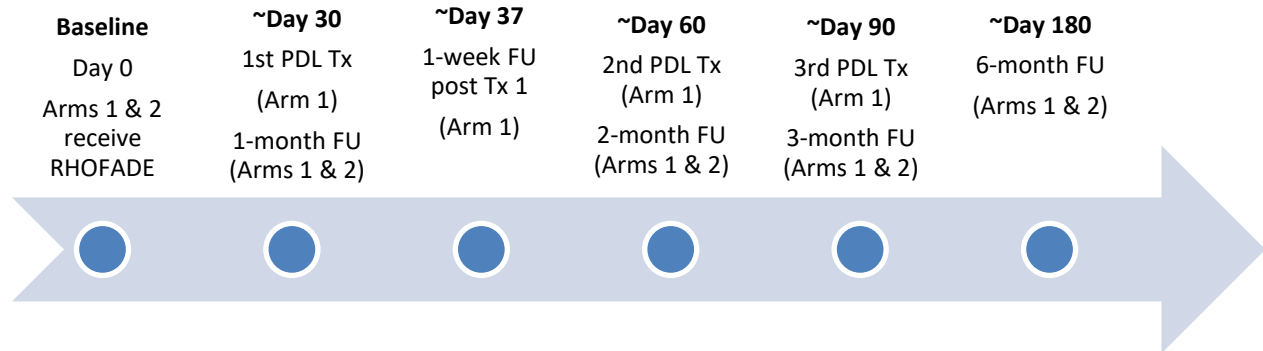 Baseline
Day 0
Arms 1 & 2
receive
RHOFADE
~Day 30
1st PDL Tx
(Arm 1)
1-month FU
(Arms 1 & 2)
~Day 37
1-week FU
post Tx 1
(Arm 1)
~Day 60
2nd PDL Tx
(Arm 1)
2-month FU
(Arms 1 & 2)
~Day 90
3rd PDL Tx
(Arm 1)
3-month FU
(Arms 1 & 2)
~Day 180
6-month FU
(Arms 1 & 2)